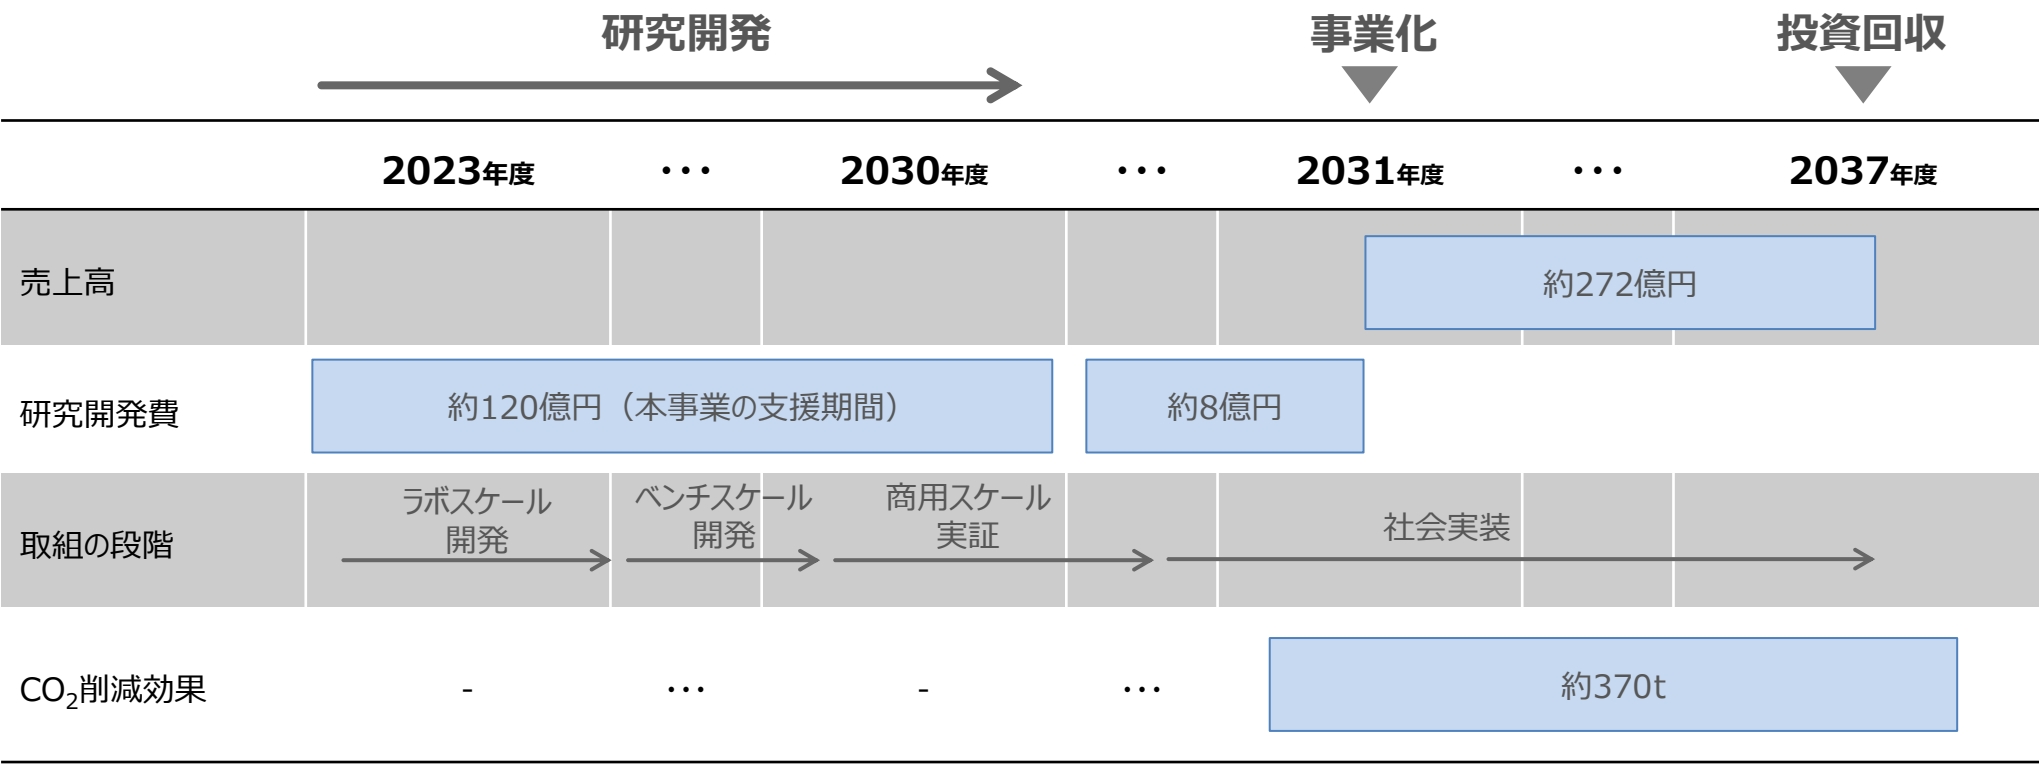 研究開発 事業化 投資回収
2023年度 ・・・ 2030年度 ・・・ 2031年度 ・・・ 2037年度
売上高 約272億円
研究開発費 約120億円（本事業の支援期間） 約8億円
取組の段階
ラボスケール
開発
ベンチスケール
開発
商用スケール
実証
社会実装
CO₂削減効果 - ・・・ - ・・・ 約370t